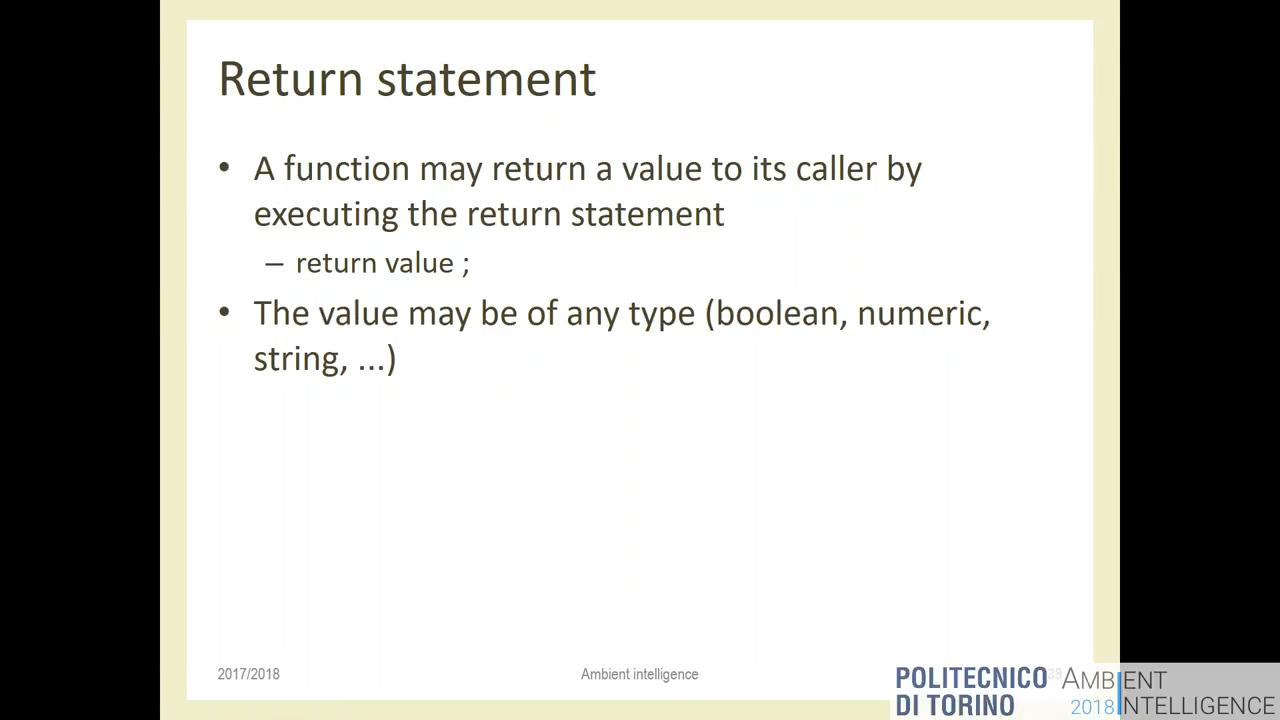 Return statement
• A function may return a value to its caller by
executing the return statement
– return value ;
• The value may be of any type (boolean, numeric,
string, ...)
2017/2018
Ambient intelligence
38
POLITECNICO
DI TORINO
AMBIENT
2018 INTELLIGENCE